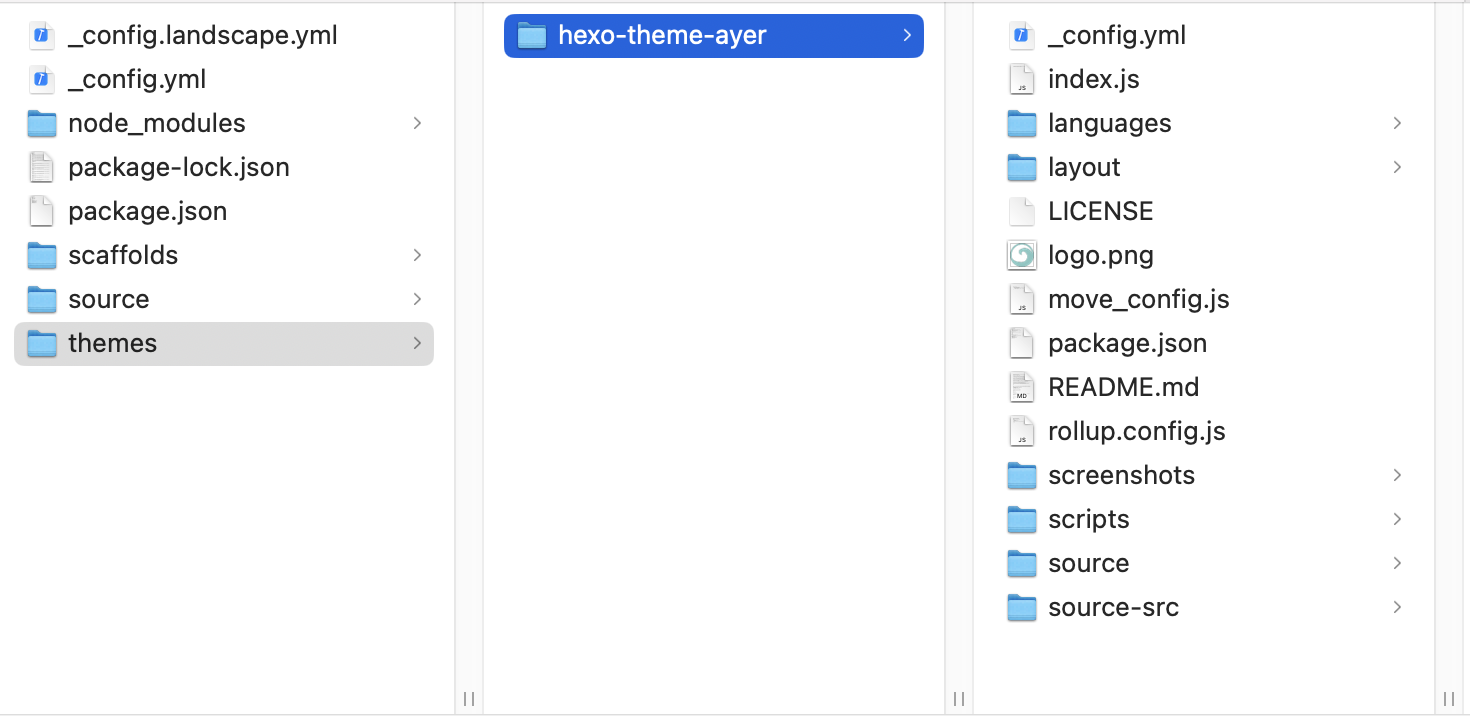 _config.landscape.yml
_config.yml
node_modules
package-lock.json
package.json
scaffolds
source
themes
hexo-theme-ayer
_config.yml
index.js
languages
layout
LICENSE
logo.png
move_config.js
package.json
README.md
rollup.config.js
screenshots
scripts
source
source-src